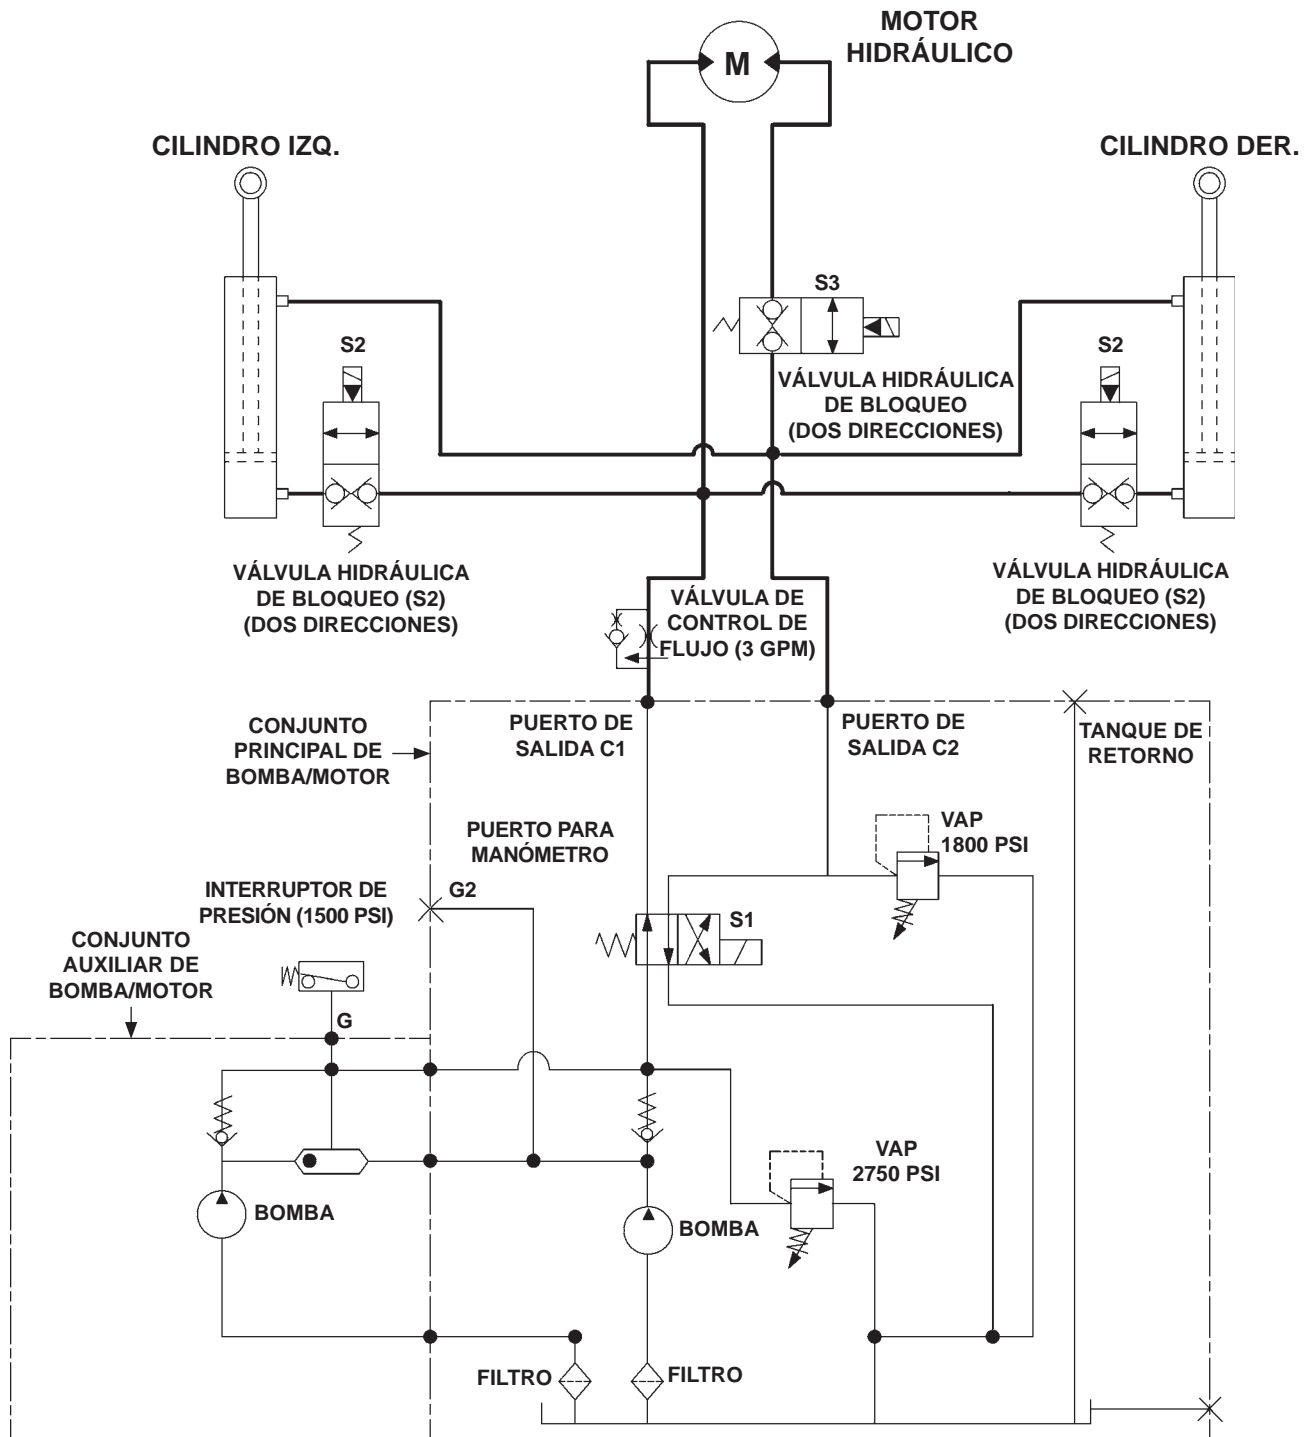 MOTOR
HIDRÁULICO
M
CILINDRO IZQ.
CILINDRO DER.
S3
S2
S2
VÁLVULA HIDRÁULICA
DE BLOQUEO
(DOS DIRECCIONES)
VÁLVULA HIDRÁULICA
DE BLOQUEO (S2)
(DOS DIRECCIONES)
VÁLVULA HIDRÁULICA
DE BLOQUEO (S2)
(DOS DIRECCIONES)
VÁLVULA DE
CONTROL DE
FLUJO (3 GPM)
CONJUNTO
PRINCIPAL DE
BOMBA/MOTOR
PUERTO DE
SALIDA C1
PUERTO DE
SALIDA C2
TANQUE DE
RETORNO
PUERTO PARA
MANÓMETRO
VAP
1800 PSI
INTERRUPTOR DE
PRESIÓN (1500 PSI)
G2
S1
CONJUNTO
AUXILIAR DE
BOMBA/MOTOR
G
VAP
2750 PSI
BOMBA
BOMBA
FILTRO
FILTRO